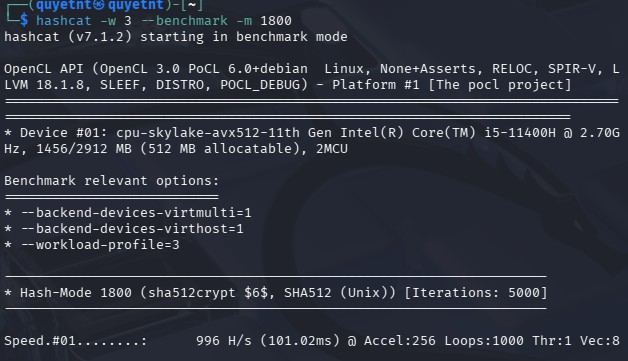 (quyetnt㉿quyetnt)-[~]
$ hashcat -w 3 --benchmark -m 1800
hashcat (v7.1.2) starting in benchmark mode
OpenCL API (OpenCL 3.0 PoCL 6.0+debian  Linux, None+Asserts, RELOC, SPIR-V, L
LVM 18.1.8, SLEEF, DISTRO, POCL_DEBUG) - Platform #1 [The pocl project]
* Device #01: cpu-skylake-avx512-11th Gen Intel(R) Core(TM) i5-11400H @ 2.70G
Hz, 1456/2912 MB (512 MB allocatable), 2MCU
Benchmark relevant options:
* --backend-devices-virtmulti=1
* --backend-devices-virthost=1
* --workload-profile=3
* Hash-Mode 1800 (sha512crypt $6$, SHA512 (Unix)) [Iterations: 5000]
Speed.#01........:      996 H/s (101.02ms) @ Accel:256 Loops:1000 Thr:1 Vec:8